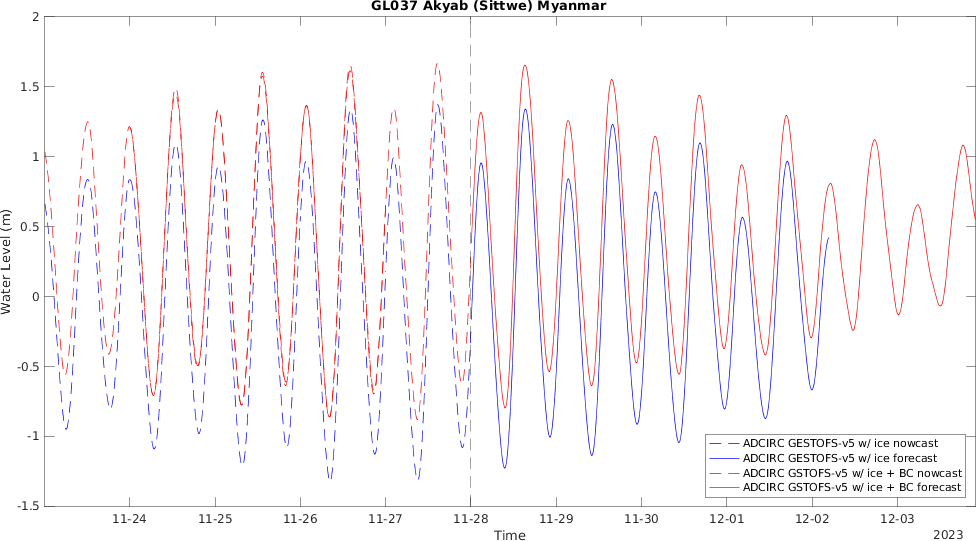 GL037 Akyab (Sittwe) Myanmar
2
1.5
1
0.5
0
-0.5
-1
-1.5
Water Level (m)
ADCIRC GESTOFS-v5 w/ ice nowcast
ADCIRC GESTOFS-v5 w/ ice forecast
ADCIRC GSTOFS-v5 w/ ice + BC nowcast
ADCIRC GSTOFS-v5 w/ ice + BC forecast
11-24 11-25 11-26 11-27 11-28 11-29 11-30 12-01 12-02 12-03
Time
2023